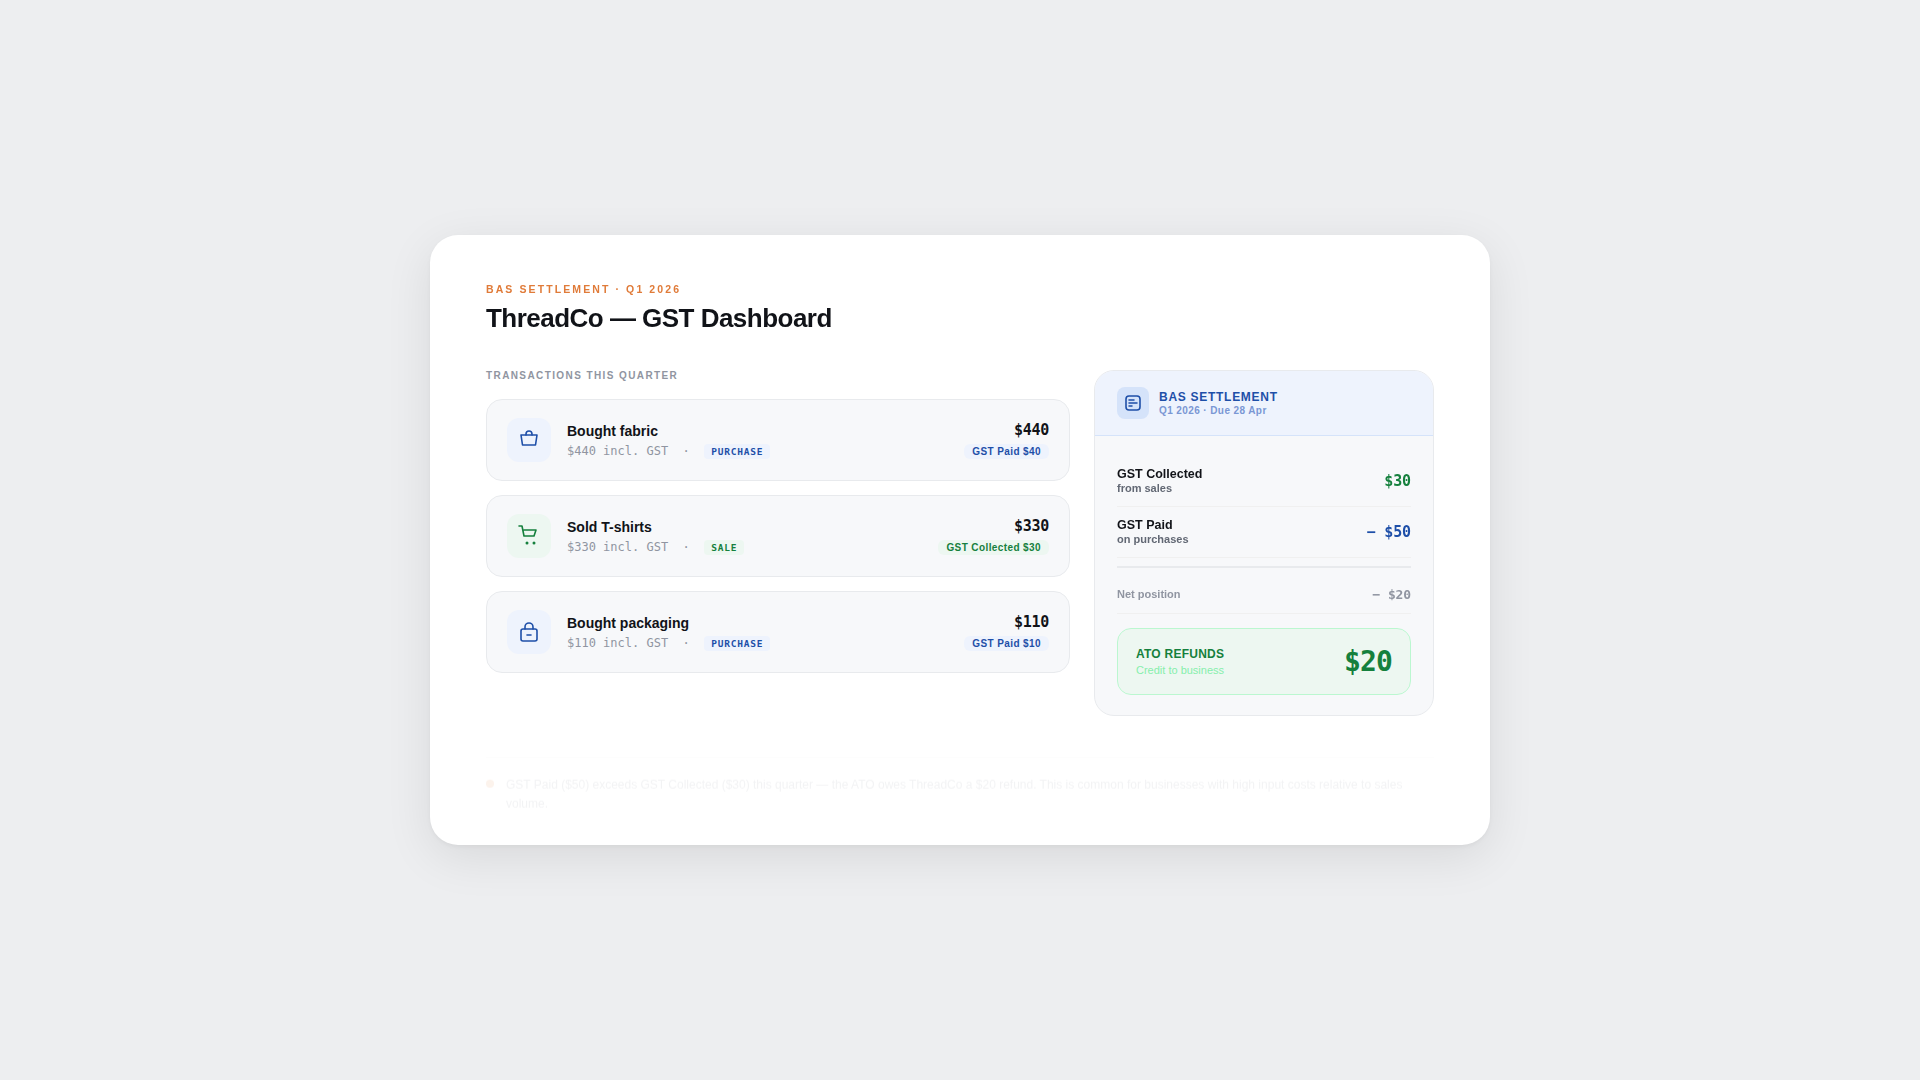 BAS SETTLEMENT · Q1 2026
ThreadCo — GST Dashboard
TRANSACTIONS THIS QUARTER
Bought fabric
$440 incl. GST · PURCHASE
$440
GST Paid $40
Sold T-shirts
$330 incl. GST · SALE
$330
GST Collected $30
Bought packaging
$110 incl. GST · PURCHASE
$110
GST Paid $10
BAS SETTLEMENT
Q1 2026 · Due 28 Apr
GST Collected
from sales
$30
GST Paid
on purchases
− $50
Net position
− $20
ATO REFUNDS
Credit to business
$20
GST Paid ($50) exceeds GST Collected ($30) this quarter — the ATO owes ThreadCo a $20 refund. This is common for businesses with high input costs relative to sales
volume.